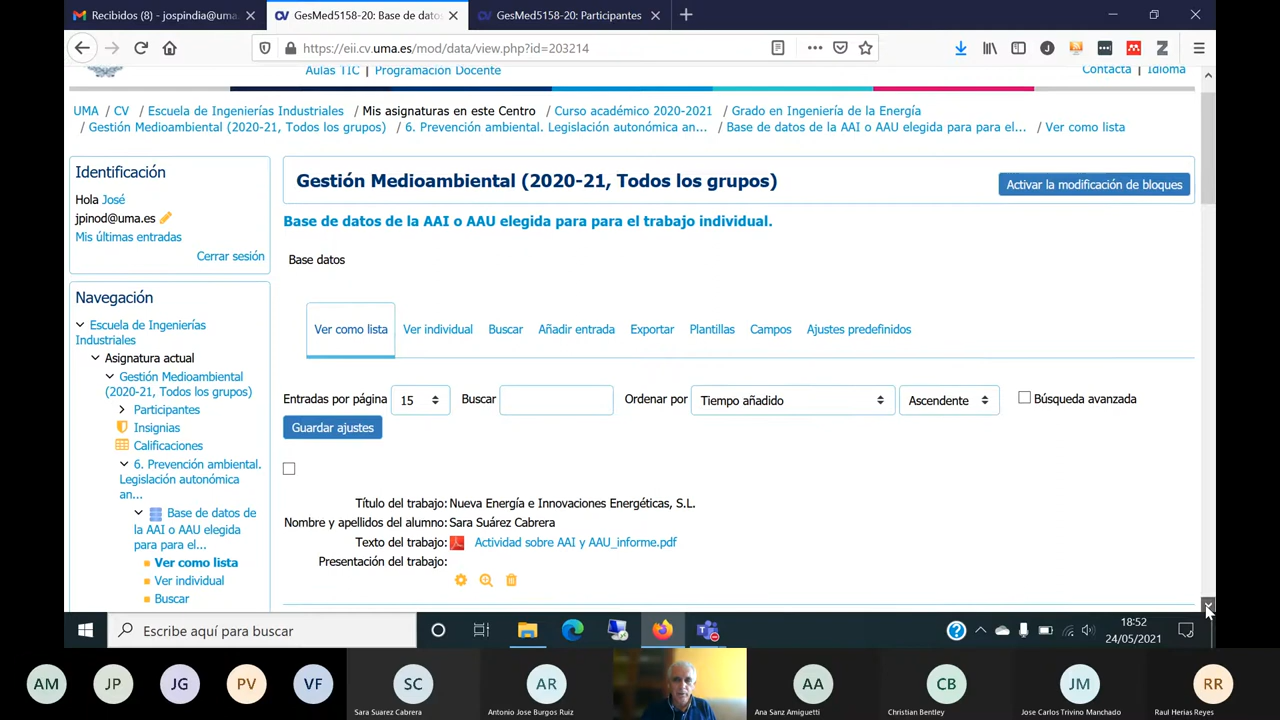 Recibidos (8) - jospindia@uma.
GesMed5158-20: Base de datos
GesMed5158-20: Participantes
https://eii.cv.uma.es/mod/data/view.php?id=203214
Aulas TIC | Programación Docente
Contacta | Idioma
UMA / CV / Escuela de Ingenierías Industriales / Mis asignaturas en este Centro / Curso académico 2020-2021 / Grado en Ingeniería de la Energía
/ Gestión Medioambiental (2020-21, Todos los grupos) / 6. Prevención ambiental. Legislación autonómica an... / Base de datos de la AAI o AAU elegida para para el... / Ver como lista
Identificación
Hola José
jpinod@uma.es
Mis últimas entradas
Cerrar sesión
Navegación
Escuela de Ingenierías
Industriales
Asignatura actual
Gestión Medioambiental
(2020-21, Todos los grupos)
Participantes
Insignias
Calificaciones
6. Prevención ambiental.
Legislación autonómica
an...
Base de datos de
la AAI o AAU elegida
para para el...
Ver como lista
Ver individual
Buscar
Gestión Medioambiental (2020-21, Todos los grupos)
Activar la modificación de bloques
Base de datos de la AAI o AAU elegida para para el trabajo individual.
Base datos
Ver como lista Ver individual Buscar Añadir entrada Exportar Plantillas Campos Ajustes predefinidos
Entradas por página 15 Buscar Ordenar por Tiempo añadido Ascendente Búsqueda avanzada
Guardar ajustes
Título del trabajo: Nueva Energía e Innovaciones Energéticas, S.L.
Nombre y apellidos del alumno: Sara Suárez Cabrera
Texto del trabajo: Actividad sobre AAI y AAU_informe.pdf
Presentación del trabajo:
Escribe aquí para buscar
18:52
24/05/2021
AM JP JG PV VF SC AR AA CB JM RR
Sara Suarez Cabrera Antonio Jose Burgos Ruiz Ana Sanz Amiguetti Christian Bentley Jose Carlos Trivino Manchado Raul Herias Reyes